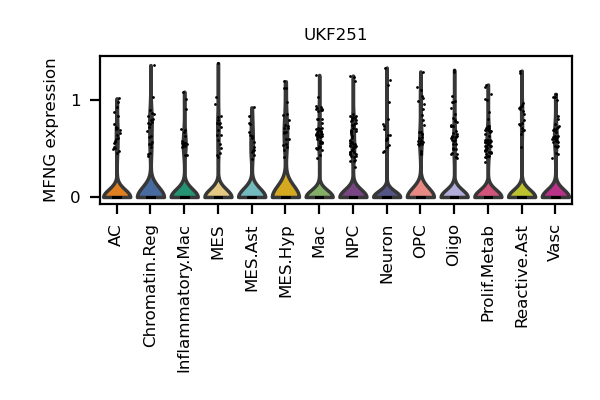 UKF251
MFNG expression
1
0
AC
Chromatin.Reg
Inflammatory.Mac
MES
MES.Ast
MES.Hyp
Mac
NPC
Neuron
OPC
Oligo
Prolif.Metab
Reactive.Ast
Vasc